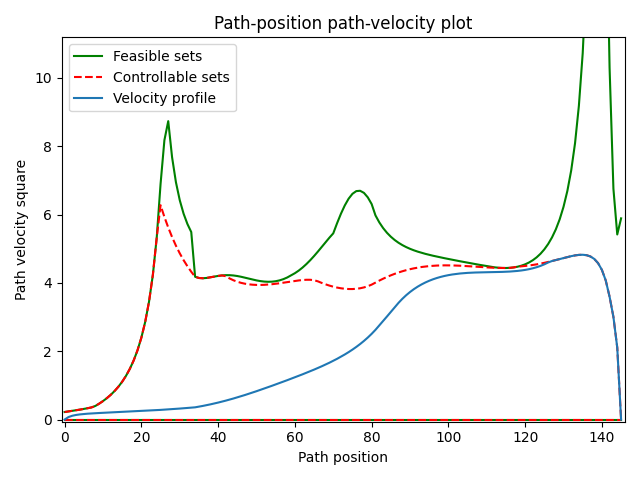 Path-position path-velocity plot
Feasible sets
Controllable sets
Velocity profile
Path velocity square
10
8
6
4
2
0
0 20 40 60 80 100 120 140
Path position